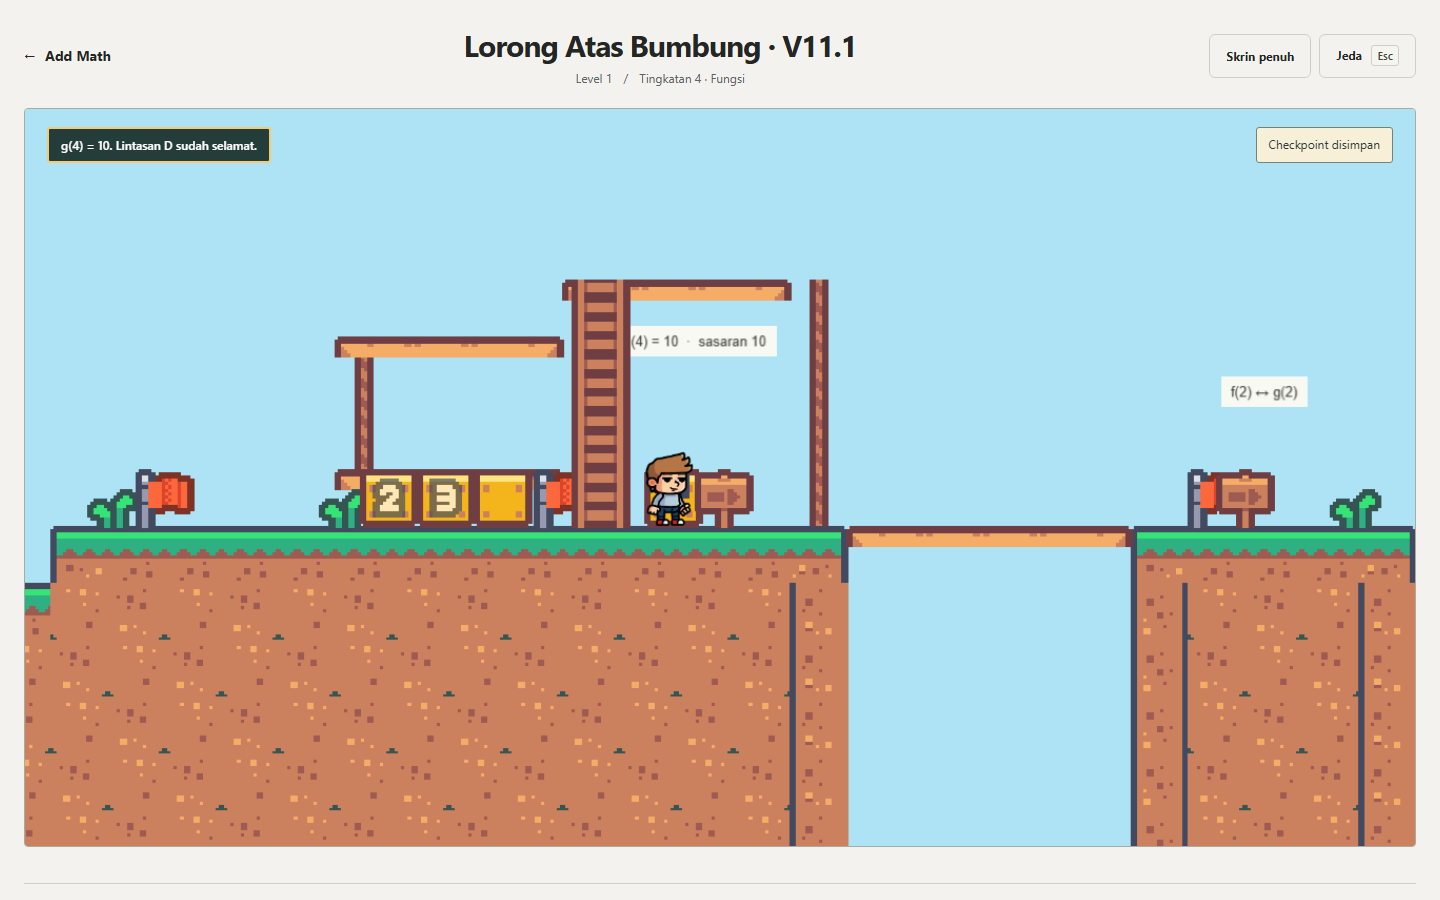 ← Add Math
Lorong Atas Bumbung · V11.1
Level 1 / Tingkatan 4 · Fungsi
Skrin penuh
Jeda Esc
g(4) = 10. Lintasan D sudah selamat.
Checkpoint disimpan
(4) = 10 · sasaran 10
f(2) ↔ g(2)
2 3